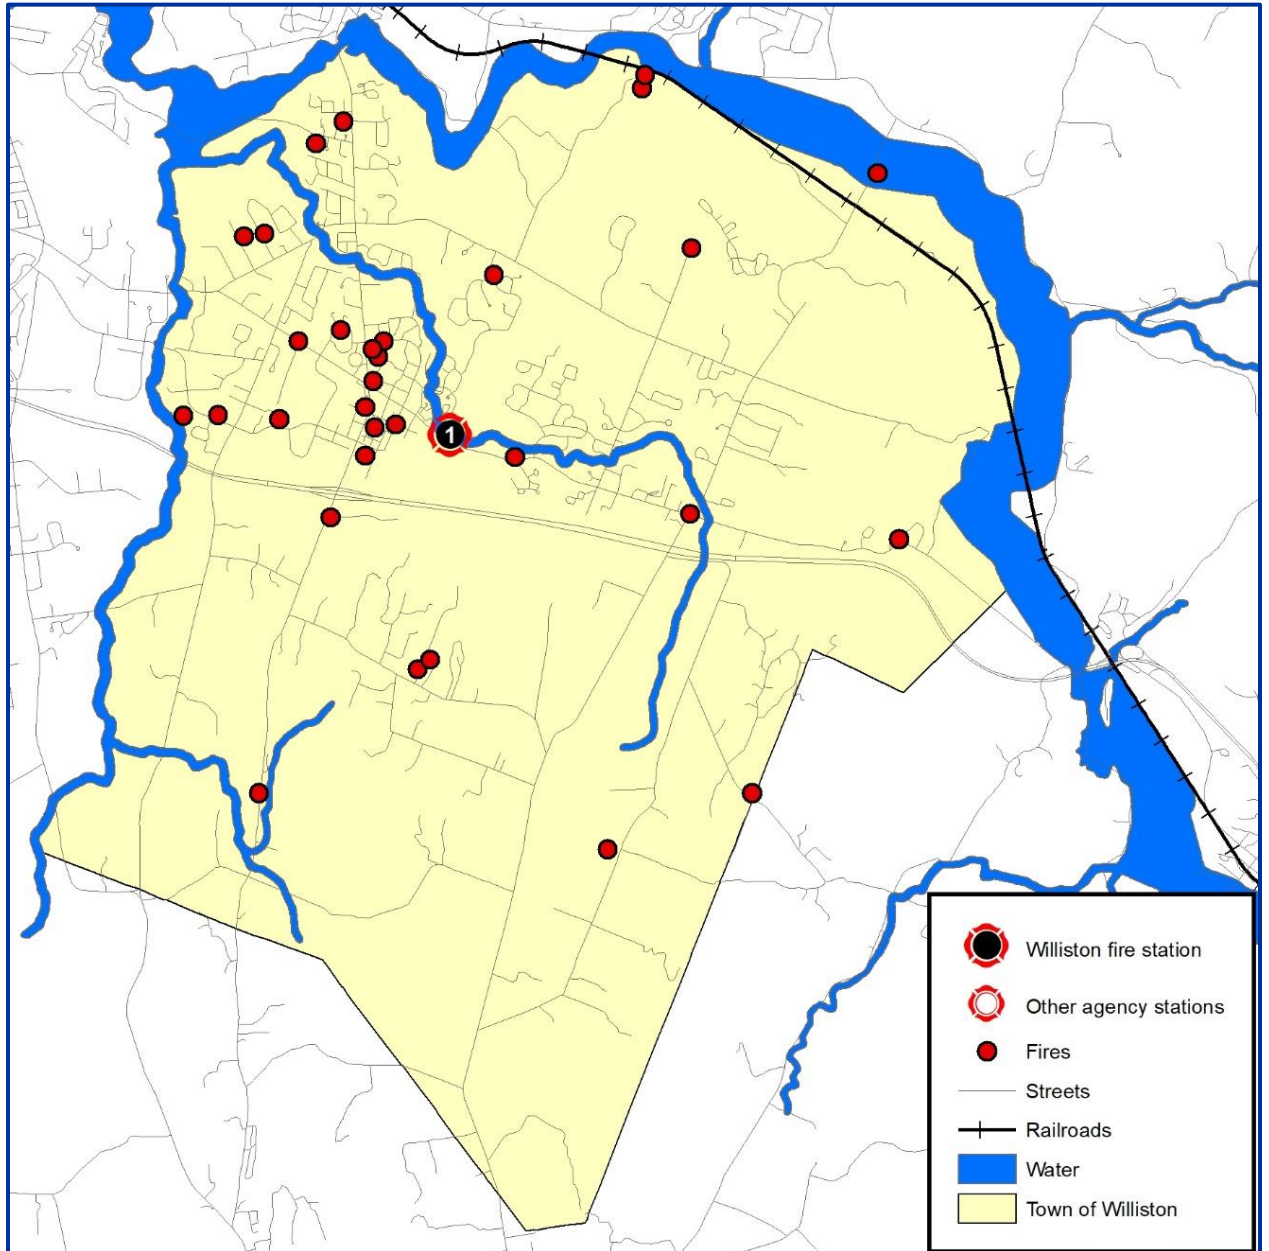 1
Williston fire station
Other agency stations
Fires
Streets
Railroads
Water
Town of Williston